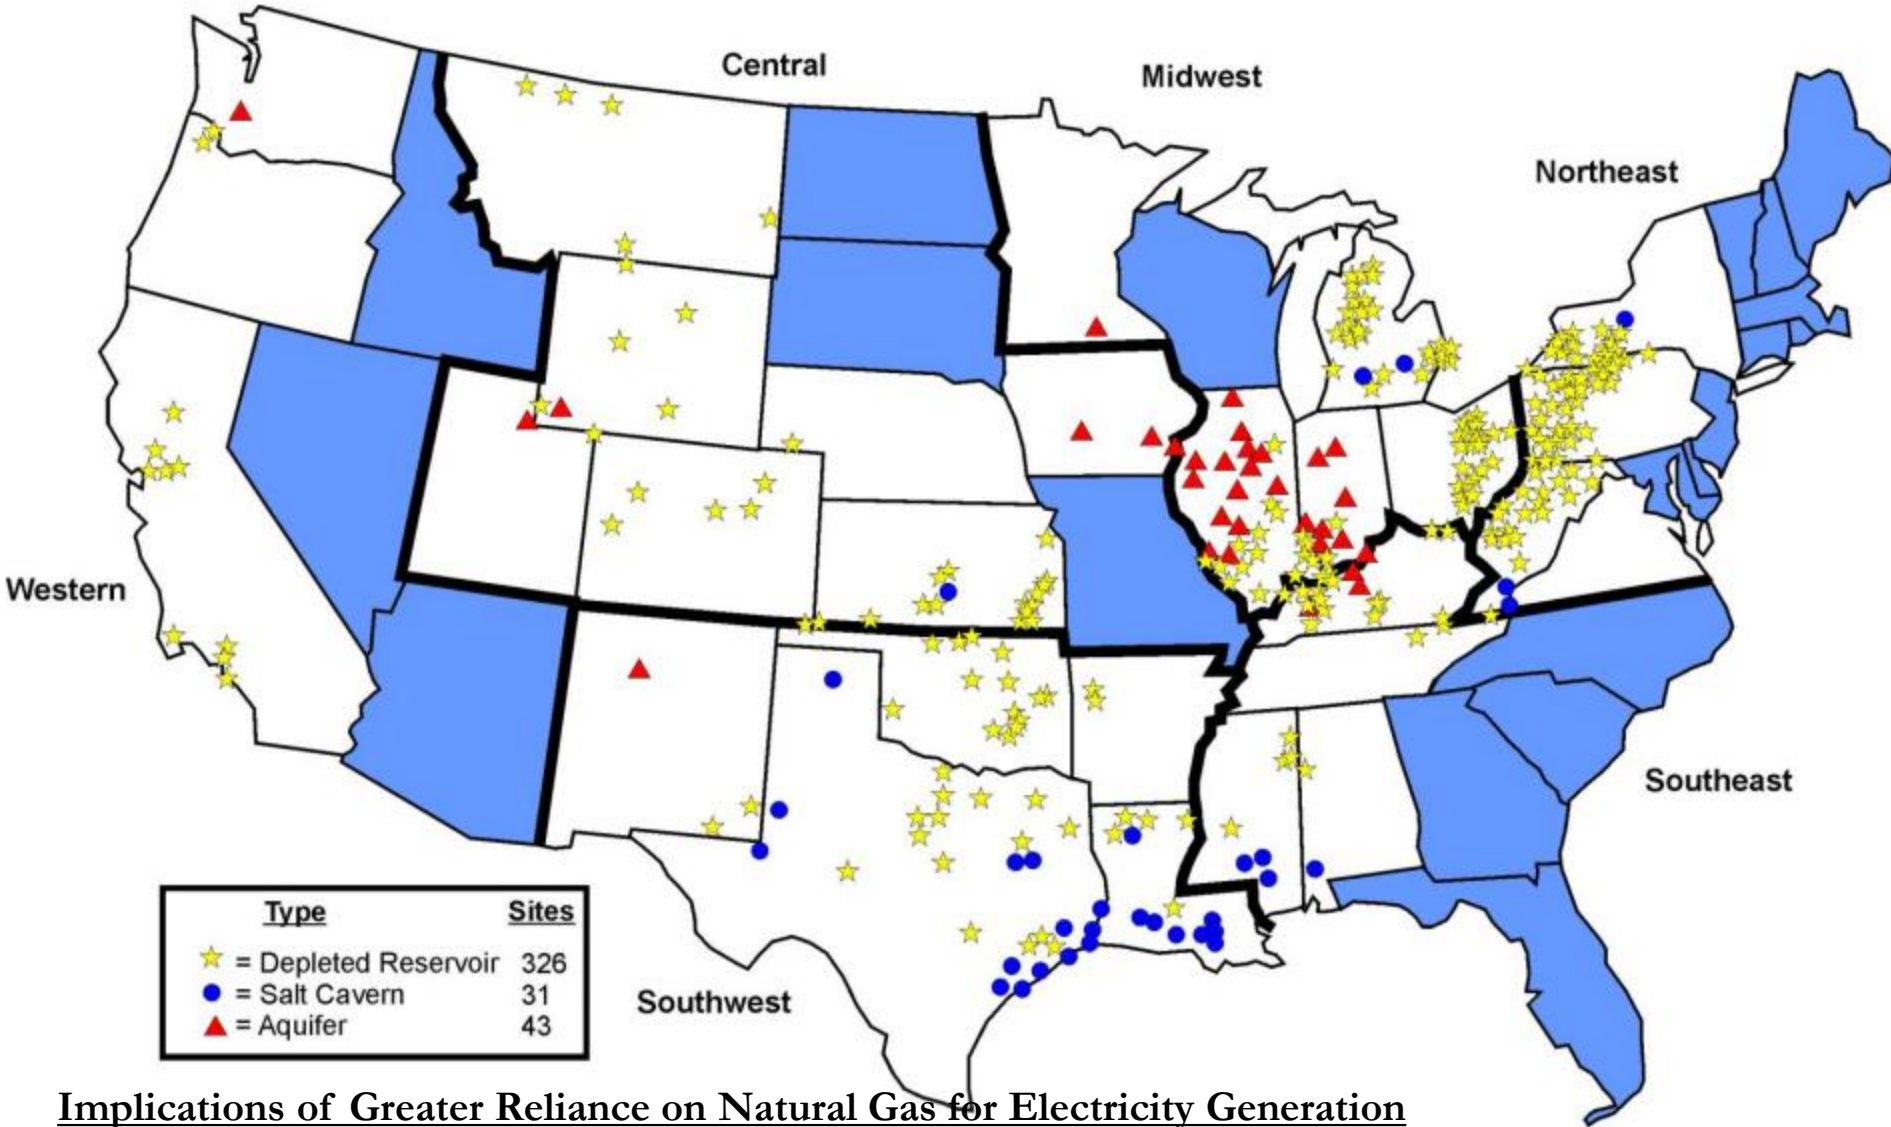 Central
Midwest
Northeast
Western
Southeast
Southwest
Type Sites
= Depleted Reservoir 326
= Salt Cavern 31
= Aquifer 43
Implications of Greater Reliance on Natural Gas for Electricity Generation